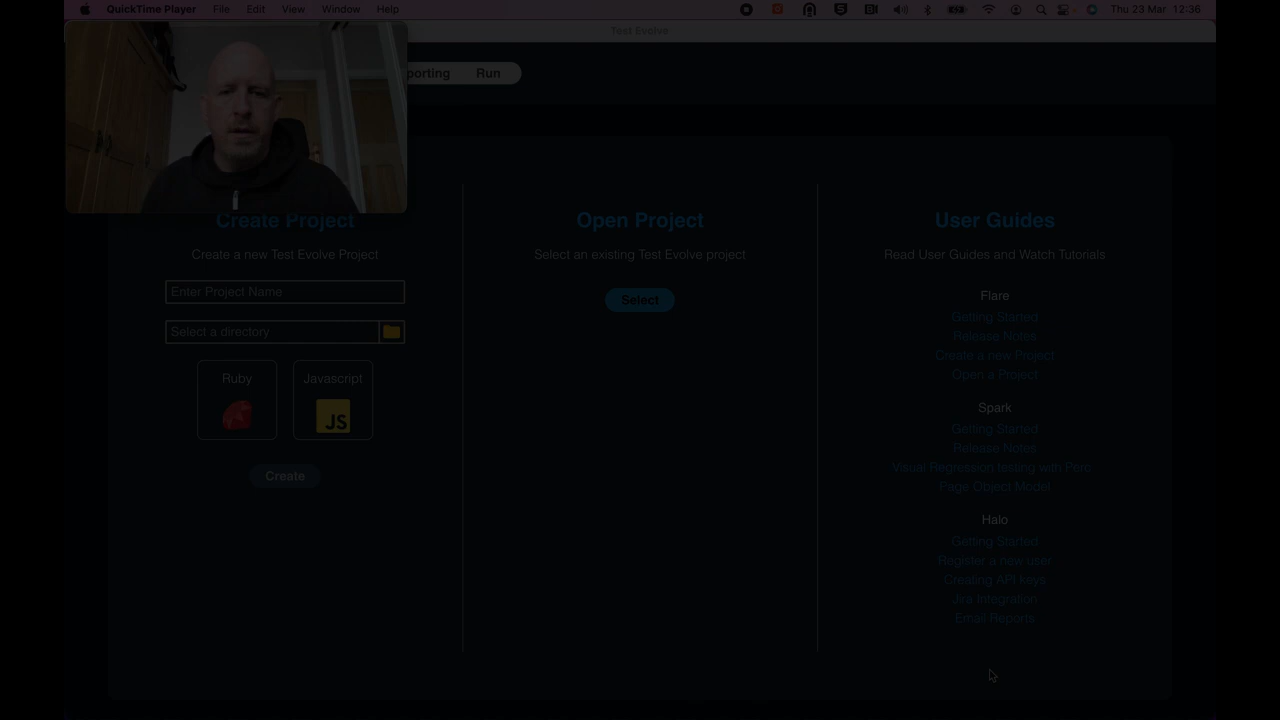 QuickTime Player File Edit View Window Help Thu 23 Mar 12:36
Test Evolve
porting Run
Create Project
Create a new Test Evolve Project
Enter Project Name
Select a directory
Ruby Javascript
JS
Create
Open Project
Select an existing Test Evolve project
Select
User Guides
Read User Guides and Watch Tutorials
Flare
Getting Started
Release Notes
Create a new Project
Open a Project
Spark
Getting Started
Release Notes
Visual Regression testing with Perc
Page Object Model
Halo
Getting Started
Register a new user
Creating API keys
Jira Integration
Email Reports